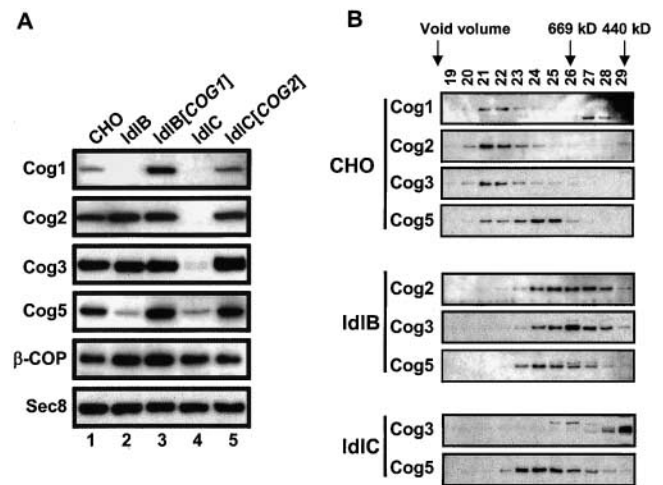 A
CHO ldlB ldlB[COG1] ldlC ldlC[COG2]
Cog1
Cog2
Cog3
Cog5
β-COP
Sec8
1 2 3 4 5
B
Void volume 669 kD 440 kD
19 20 21 22 23 24 25 26 27 28 29
CHO
Cog1
Cog2
Cog3
Cog5
ldlB
Cog2
Cog3
Cog5
ldlC
Cog3
Cog5